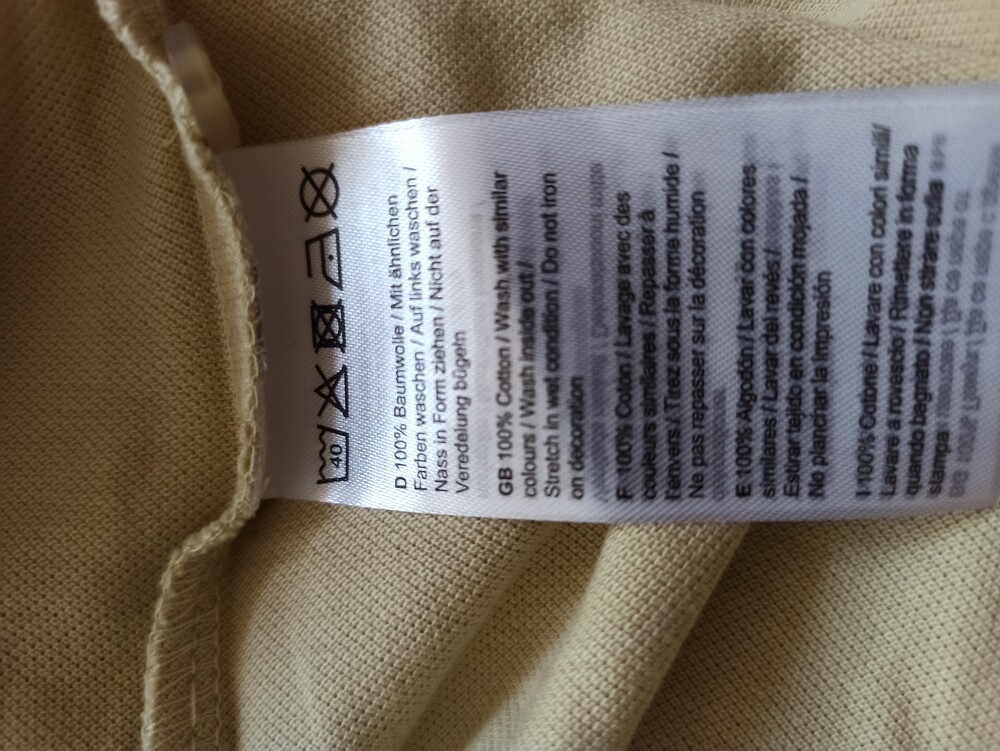 40
D 100% Baumwolle / Mit ähnlichen
Farben waschen / Auf links waschen /
Nass in Form ziehen / Nicht auf der
Veredelung bügeln
GB 100% Cotton / Wash with similar
colours / Wash inside out /
Stretch in wet condition / Do not iron
on decoration
F 100% Coton / Lavage avec des
couleurs similaires / Repasser à
l'envers / Tirez sous la forme humide /
Ne pas repasser sur la décoration
E 100% Algodón / Lavar con colores
similares / Lavar del revés /
Estirar tejido en condición mojada /
No planchar la impresión
I 100% Cotone / Lavare con colori simili/
Lavare a rovescio / Rimettere in forma
quando bagnato / Non stirare sulla
stampa